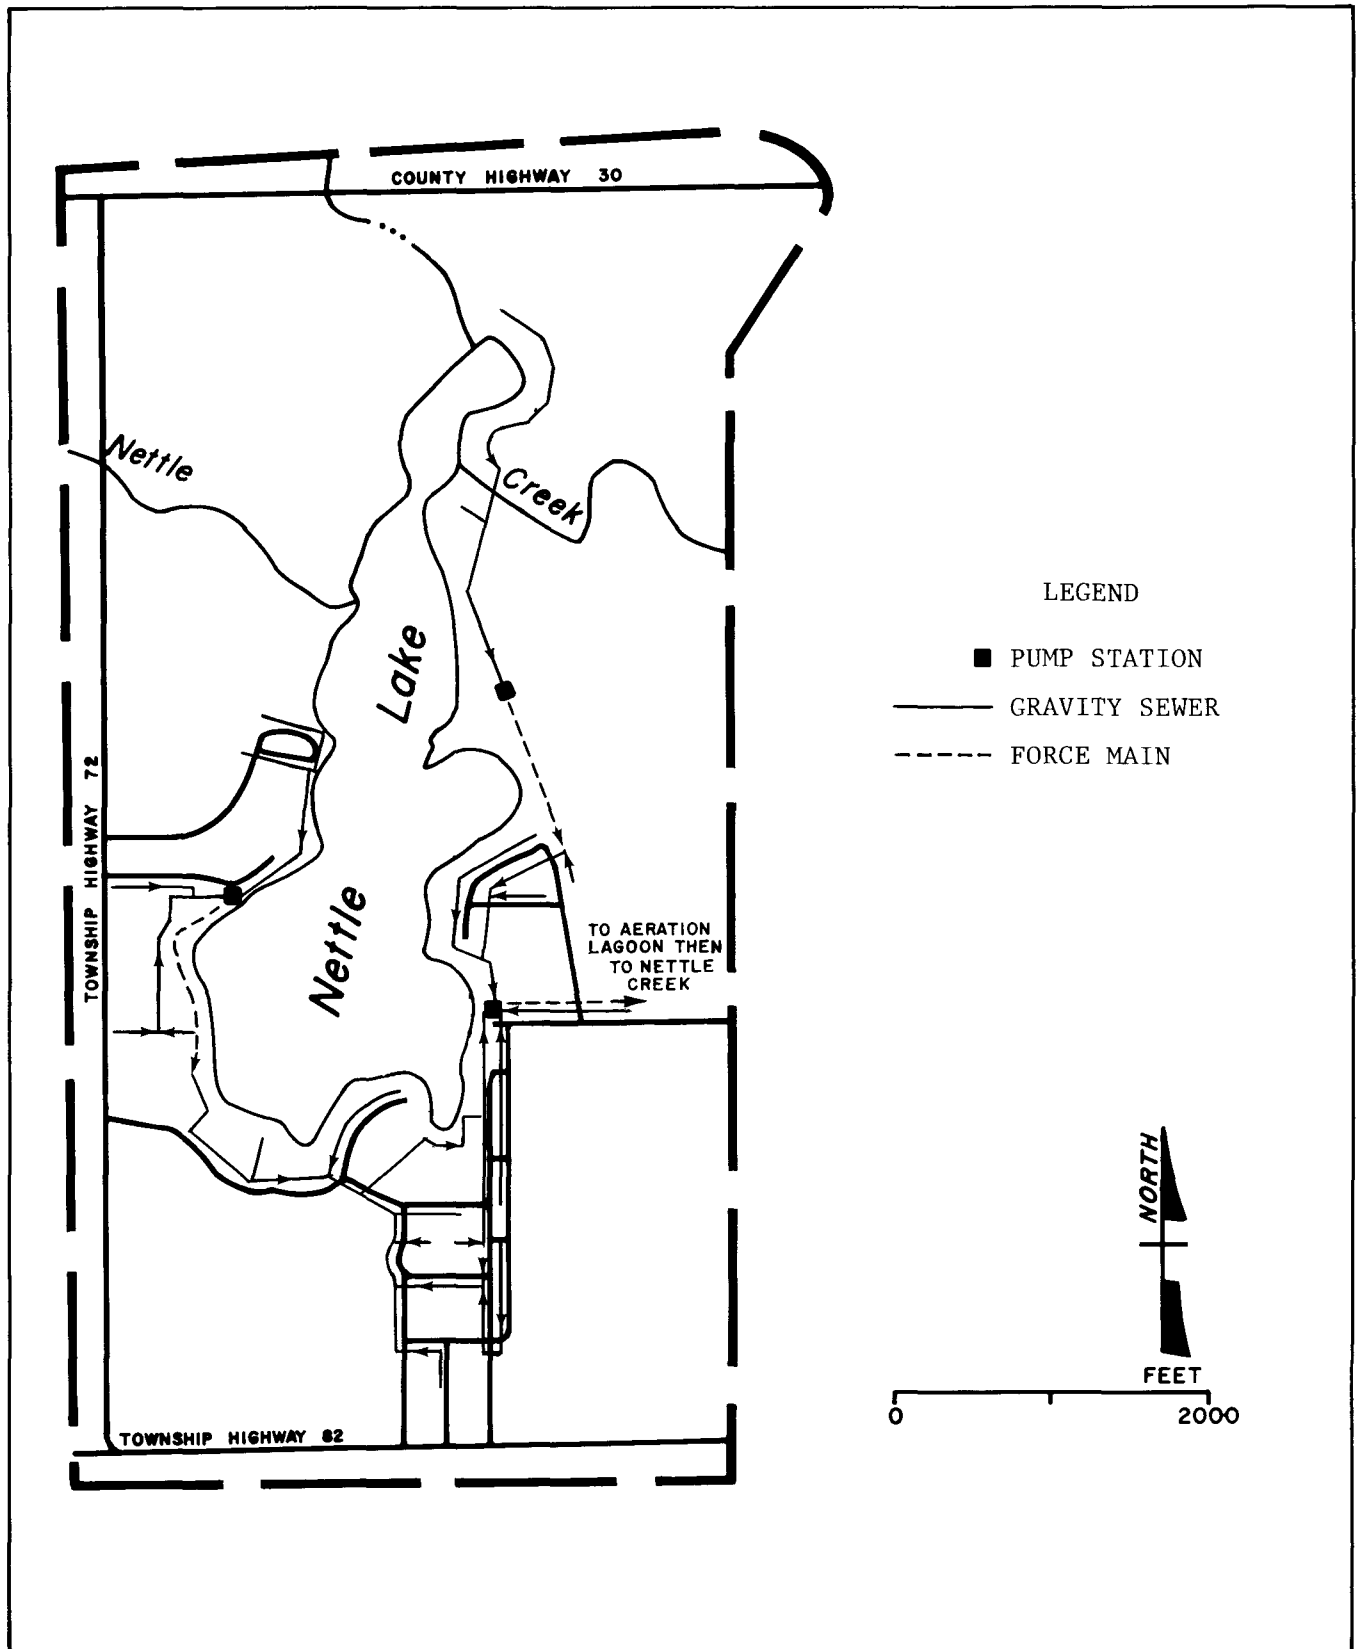 COUNTY HIGHWAY 30
Nettle
Creek
Nettle Lake
TOWNSHIP HIGHWAY 72
TO AERATION
LAGOON THEN
TO NETTLE
CREEK
TOWNSHIP HIGHWAY 82
LEGEND
PUMP STATION
GRAVITY SEWER
FORCE MAIN
NORTH
FEET
0 2000